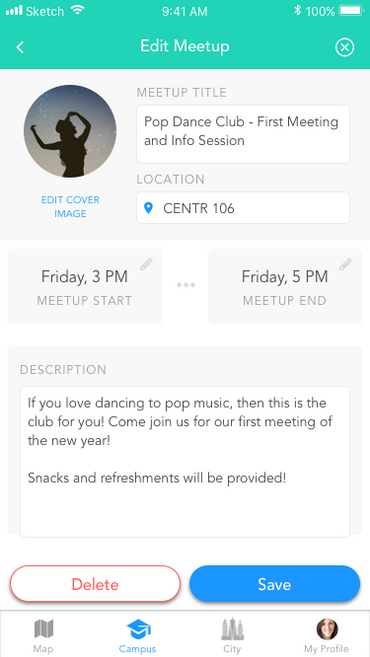 Sketch 9:41 AM 100%
Edit Meetup
MEETUP TITLE
Pop Dance Club - First Meeting
and Info Session
EDIT COVER
IMAGE
LOCATION
CENTR 106
Friday, 3 PM
MEETUP START
Friday, 5 PM
MEETUP END
DESCRIPTION
If you love dancing to pop music, then this is the
club for you! Come join us for our first meeting of
the new year!
Snacks and refreshments will be provided!
Delete Save
Map Campus City My Profile